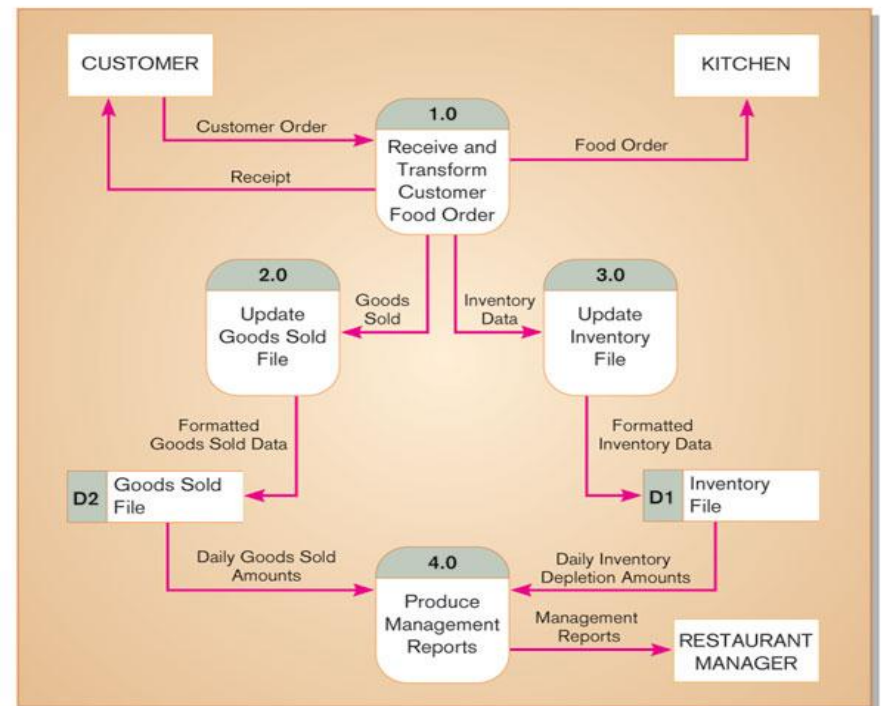 CUSTOMER
KITCHEN
1.0
Customer Order
Receive and
Transform
Customer
Food Order
Food Order
Receipt
2.0
Update
Goods Sold
File
Goods
Sold
Inventory
Data
3.0
Update
Inventory
File
Formatted
Goods Sold Data
Formatted
Inventory Data
D2
Goods Sold
File
D1
Inventory
File
Daily Goods Sold
Amounts
4.0
Produce
Management
Reports
Daily Inventory
Depletion Amounts
Management
Reports
RESTAURANT
MANAGER